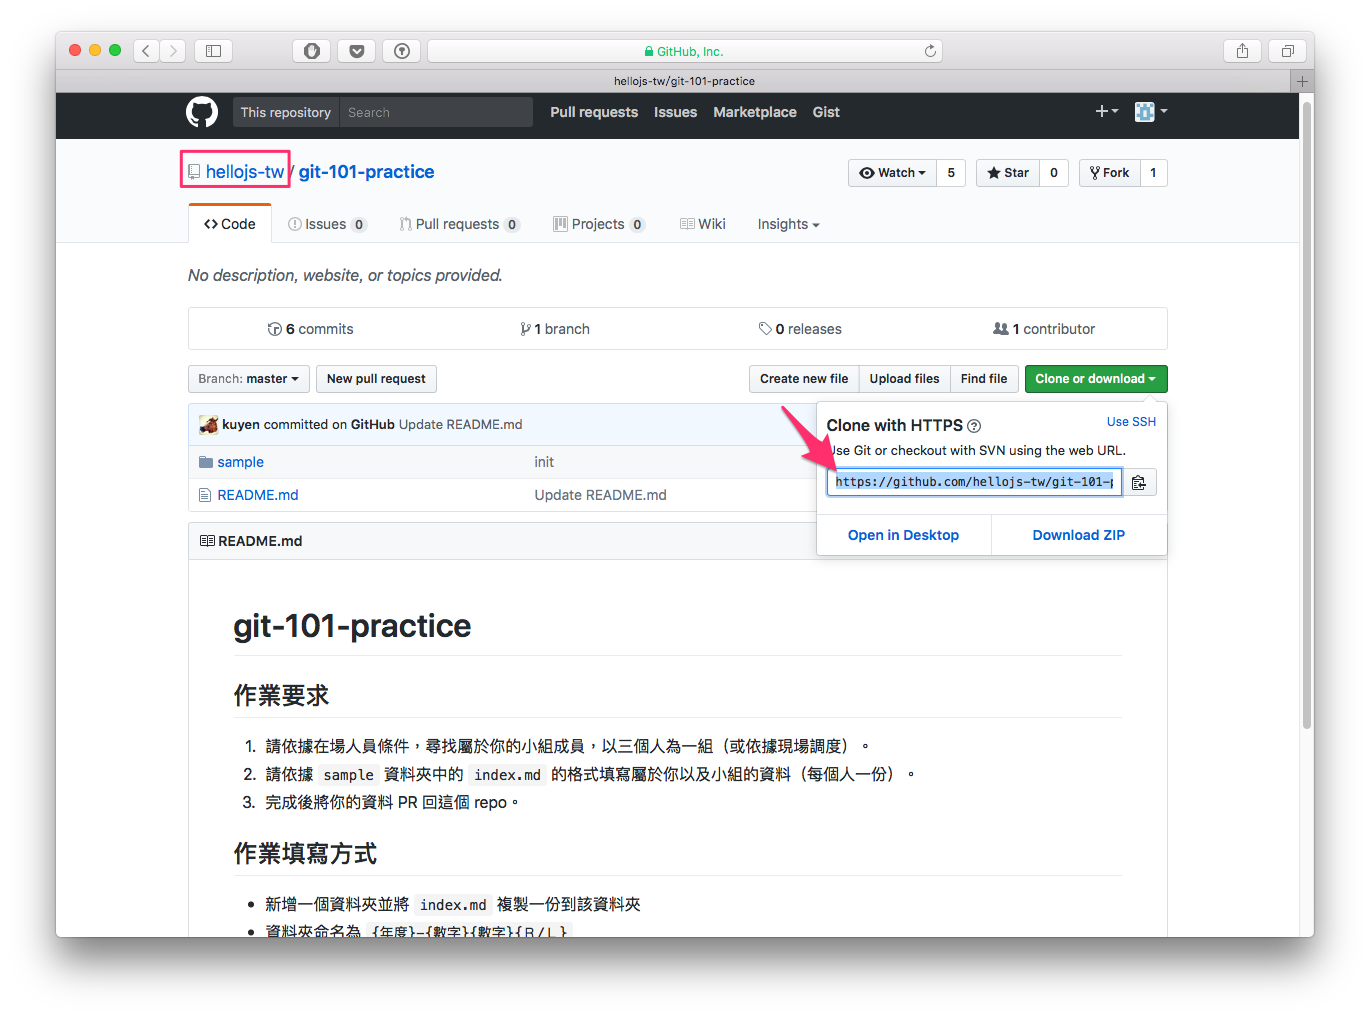 GitHub, Inc.
hellojs-tw/git-101-practice
This repository Search Pull requests Issues Marketplace Gist
hellojs-tw / git-101-practice Watch 5 Star 0 Fork 1
Code Issues 0 Pull requests 0 Projects 0 Wiki Insights
No description, website, or topics provided.
6 commits 1 branch 0 releases 1 contributor
Branch: master New pull request Create new file Upload files Find file Clone or download
kuyen committed on GitHub Update README.md
sample init
README.md Update README.md
Clone with HTTPS Use SSH
Use Git or checkout with SVN using the web URL.
https://github.com/hellojs-tw/git-101-p
Open in Desktop Download ZIP
README.md
git-101-practice
作業要求
1. 請依據在場人員條件，尋找屬於你的小組成員，以三個人為一組（或依據現場調度）。
2. 請依據 sample 資料夾中的 index.md 的格式填寫屬於你以及小組的資料（每個人一份）。
3. 完成後將你的資料 PR 回這個 repo。
作業填寫方式
• 新增一個資料夾並將 index.md 複製一份到該資料夾
• 資料夾命名為 {年度}-{數字}{數字}{R/L}